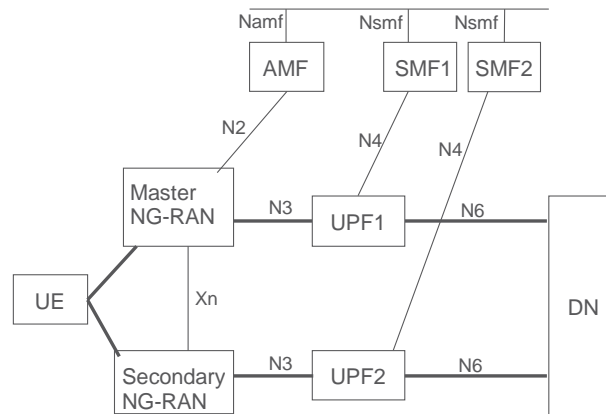 Namf
Nsmf
Nsmf
AMF
SMF1
SMF2
N2
N4
N4
Master
NG-RAN
N3
UPF1
N6
UE
Xn
DN
Secondary
NG-RAN
N3
UPF2
N6